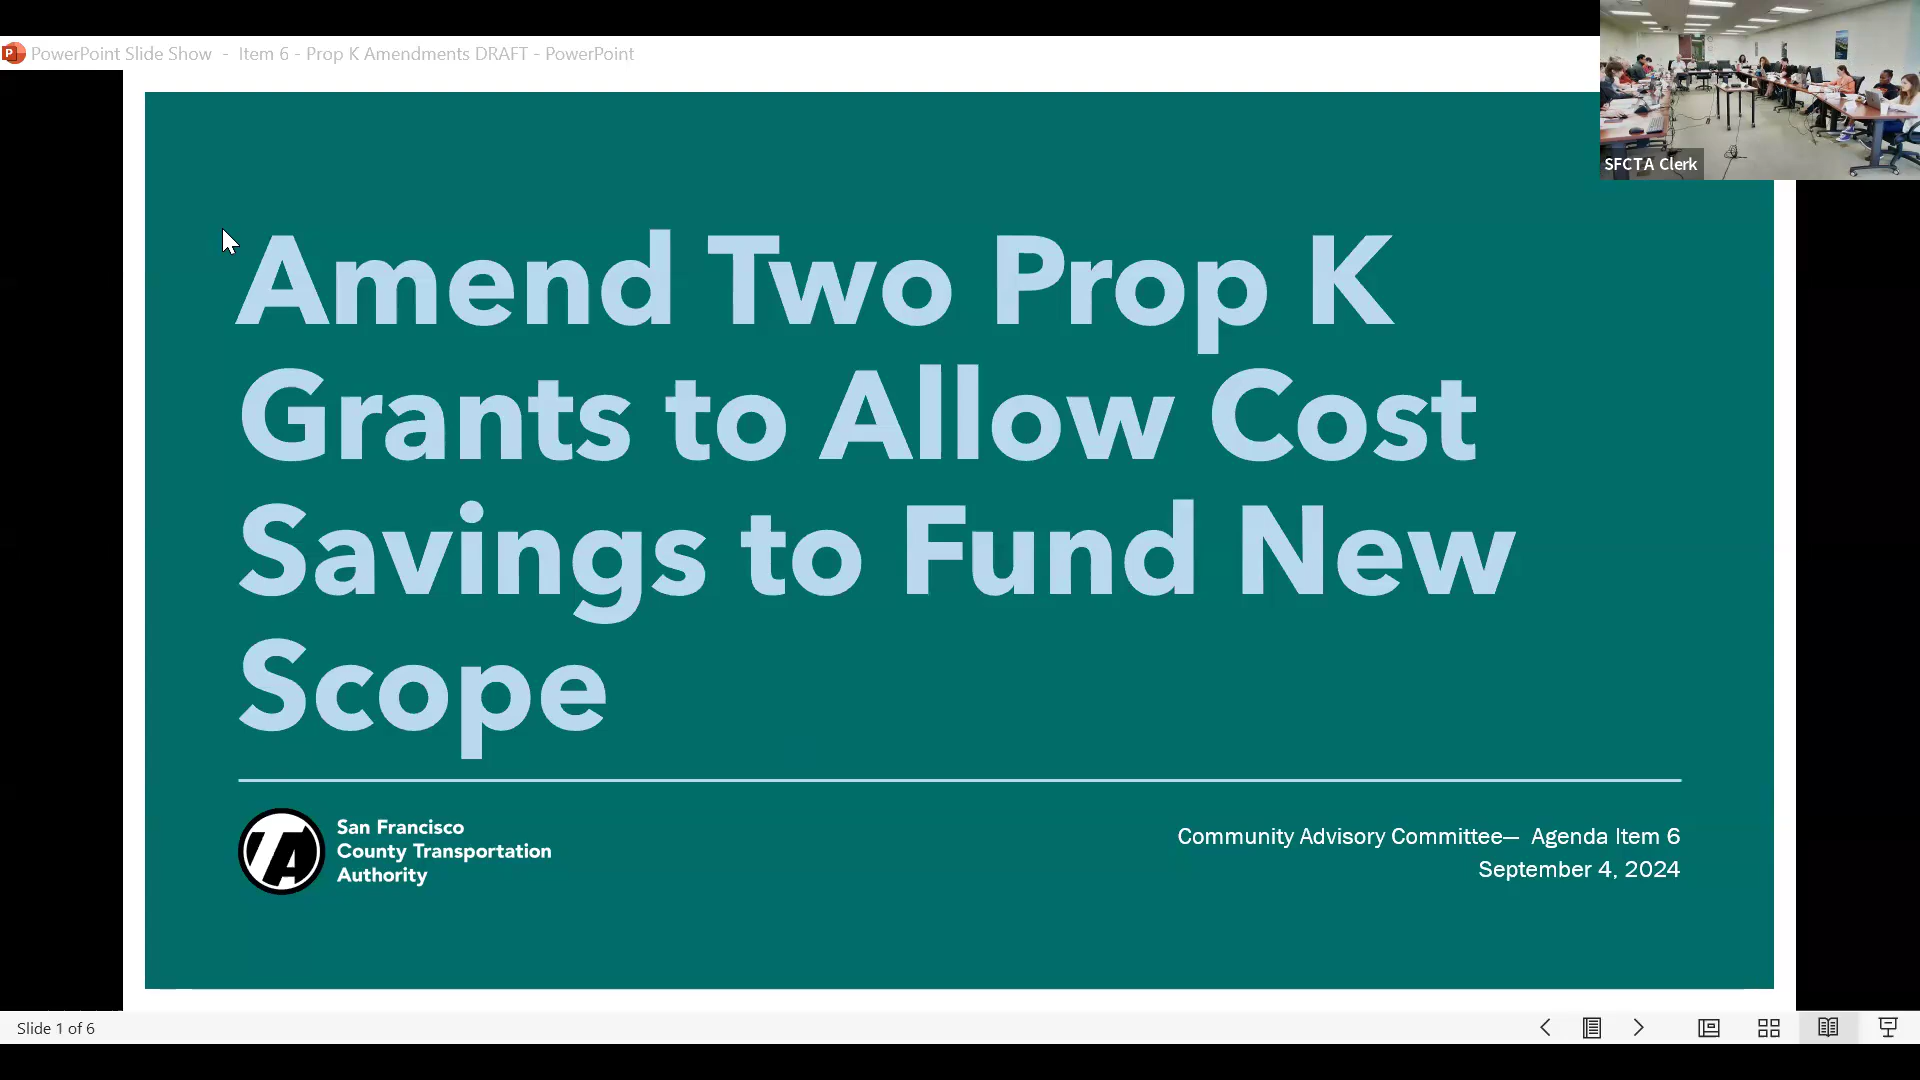 PowerPoint Slide Show - Item 6 - Prop K Amendments DRAFT - PowerPoint
SFCTA Clerk
Amend Two Prop K
Grants to Allow Cost
Savings to Fund New
Scope
TA
San Francisco
County Transportation
Authority
Community Advisory Committee— Agenda Item 6
September 4, 2024
Slide 1 of 6